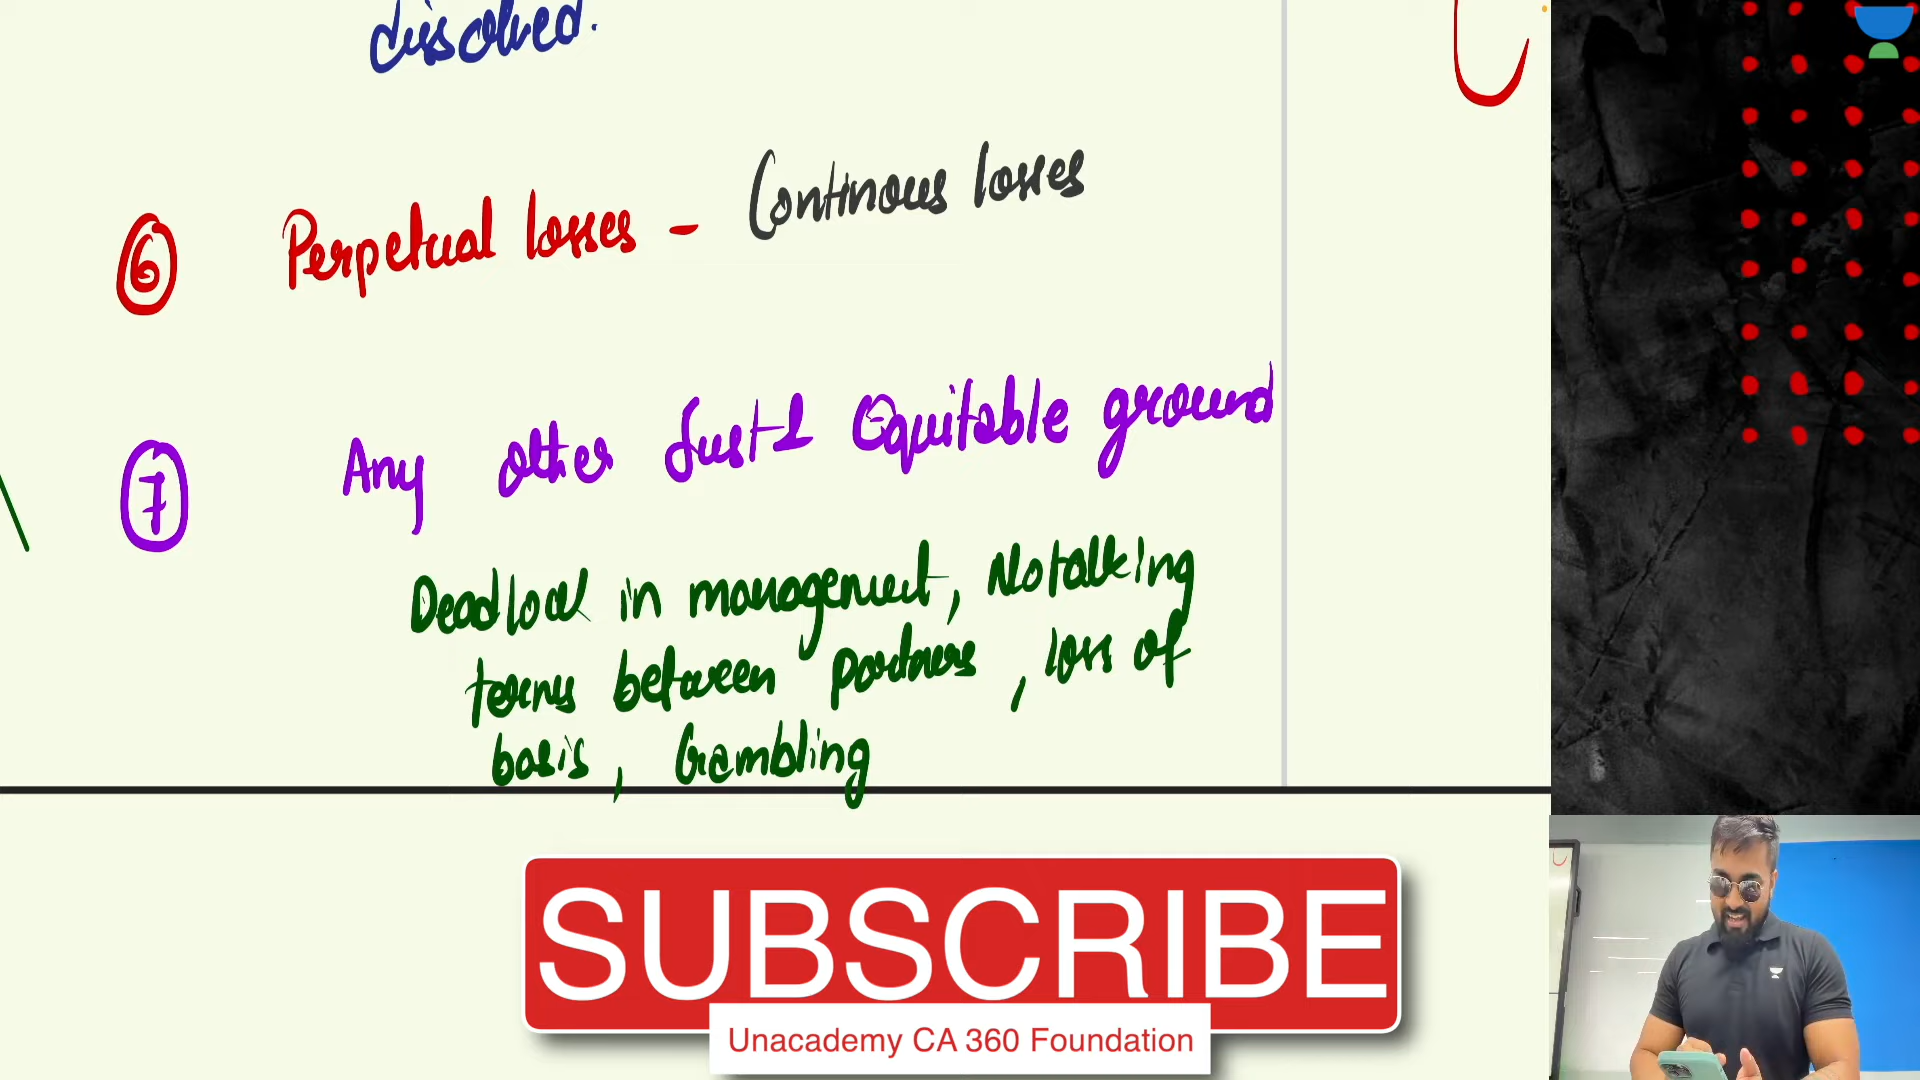 dissolved.
6 Perpetual losses - Continous losses
7 Any other Just & Equitable ground
Deadlock in management, No talking
terms between partners, loss of
basis, Gambling
SUBSCRIBE
Unacademy CA 360 Foundation